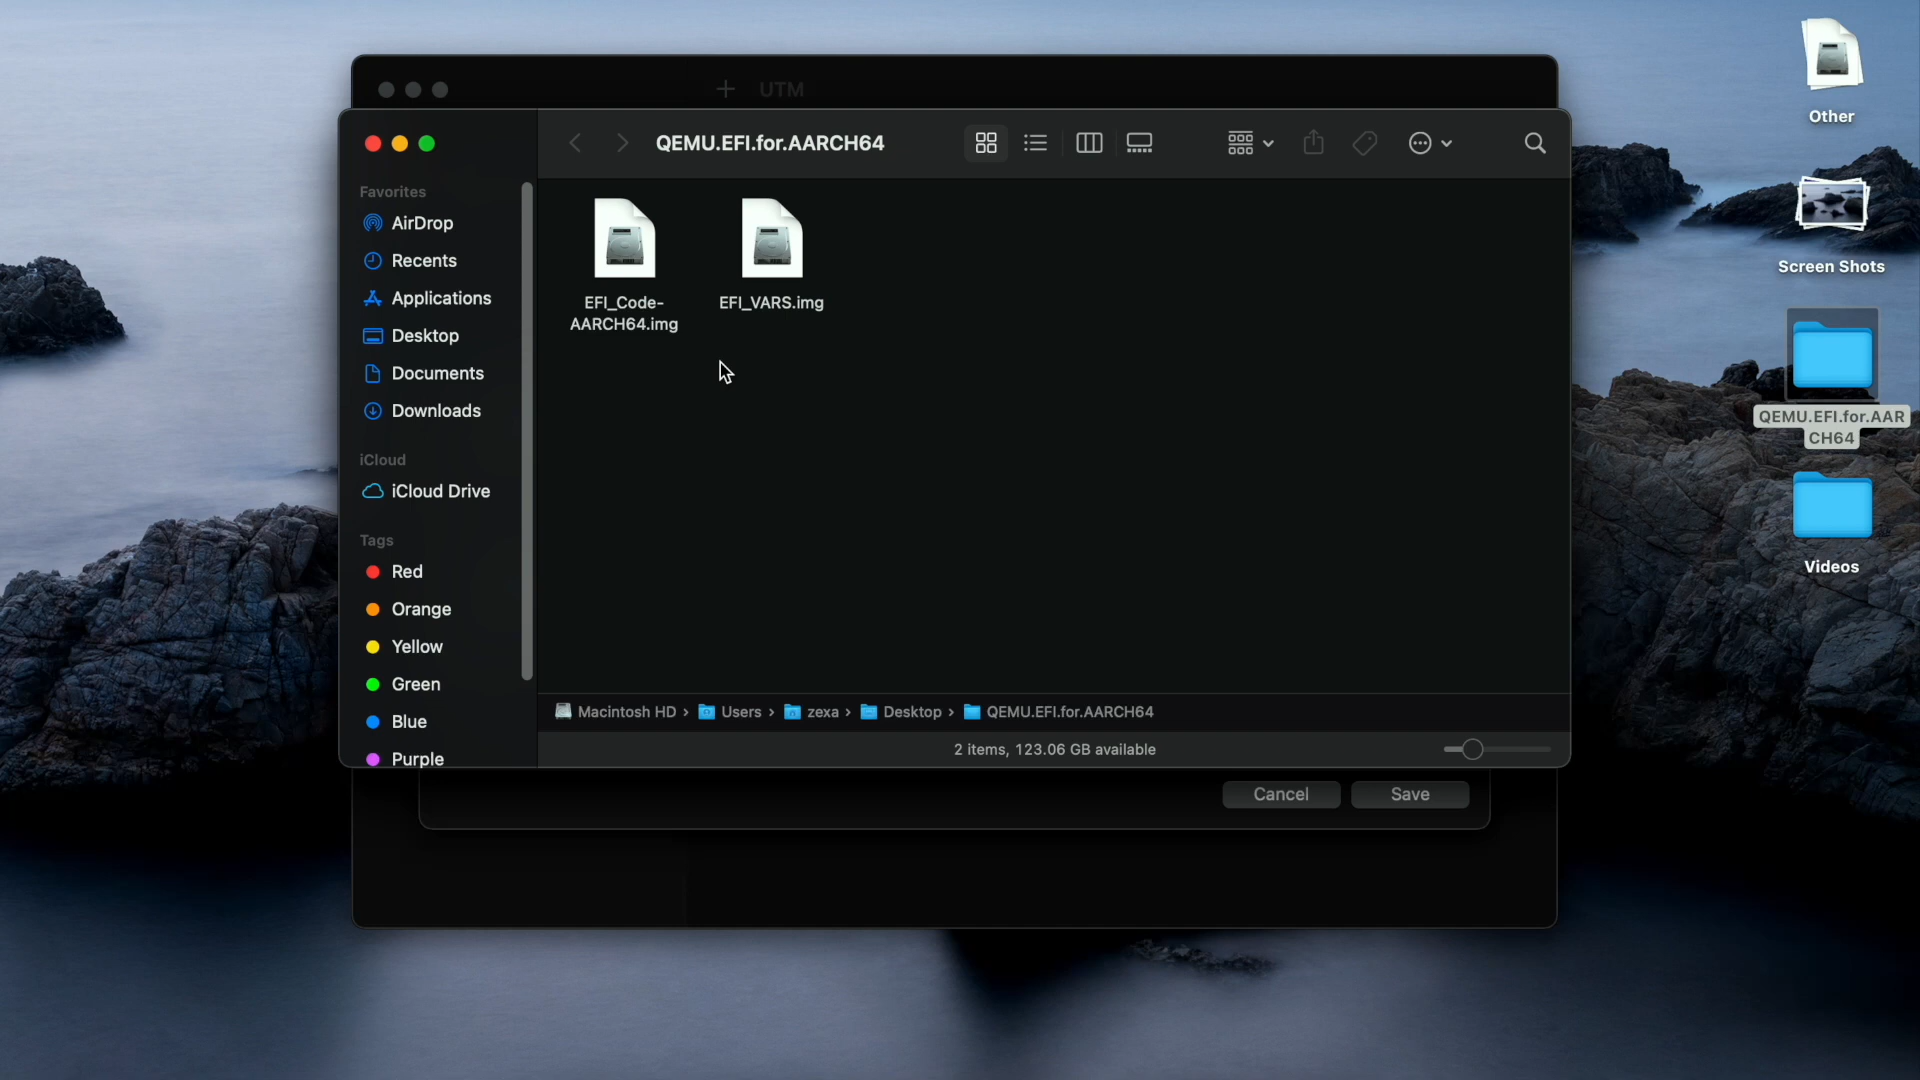 UTM
QEMU.EFI.for.AARCH64
Favorites
AirDrop
Recents
Applications
Desktop
Documents
Downloads
iCloud
iCloud Drive
Tags
Red
Orange
Yellow
Green
Blue
Purple
EFI_Code-
AARCH64.img
EFI_VARS.img
Macintosh HD › Users › zexa › Desktop › QEMU.EFI.for.AARCH64
2 items, 123.06 GB available
Cancel
Save
Other
Screen Shots
QEMU.EFI.for.AAR
CH64
Videos